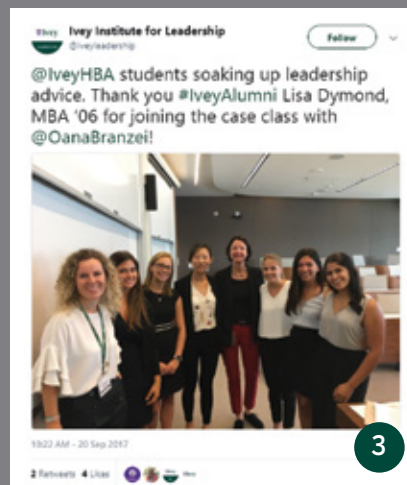 Ivey Institute for Leadership
@iveyleadership
Follow
@IveyHBA students soaking up leadership
advice. Thank you #IveyAlumni Lisa Dymond,
MBA '06 for joining the case class with
@OanaBranzei!
10:22 AM - 20 Sep 2017
3
2 Retweets 4 Likes